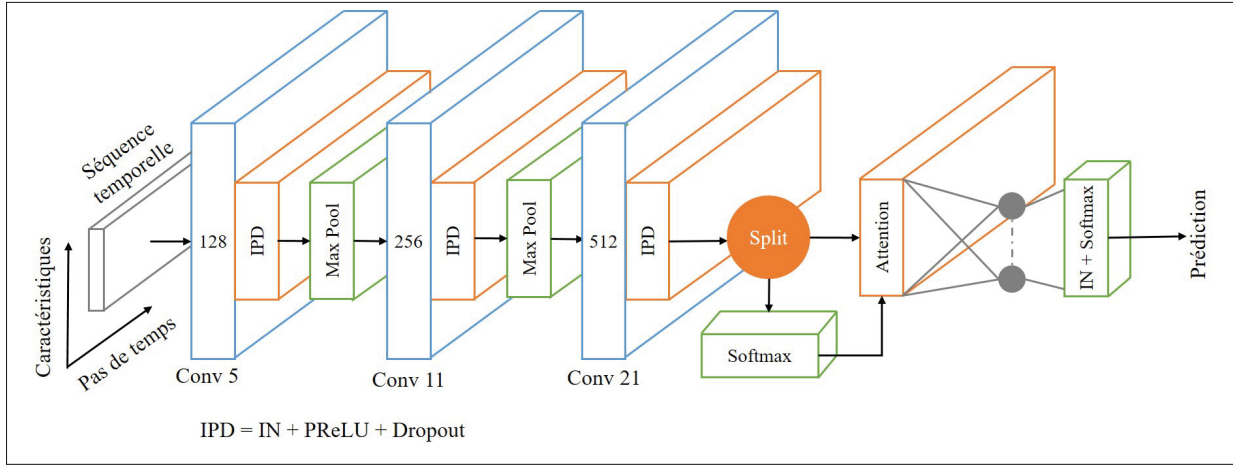 Séquence
temporelle
Caractéristiques
Pas de temps
128
IPD
Max Pool
256
IPD
Max Pool
512
IPD
Split
Softmax
Attention
IN + Softmax
Prédiction
Conv 5
Conv 11
Conv 21
IPD = IN + PReLU + Dropout